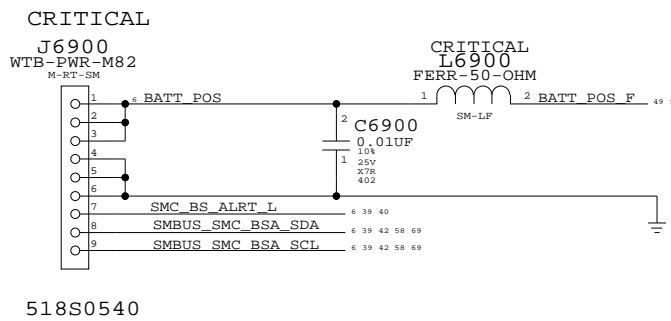 CRITICAL
J6900
WTB-PWR-M82
M-RT-SM
1
2
3
4
5
6
7
8
9
6 BATT_POS
SMC_BS_ALRT_L 6 39 40
SMBUS_SMC_BSA_SDA 6 39 42 58 69
SMBUS_SMC_BSA_SCL 6 39 42 58 69
2
C6900
0.01UF
1
10%
25V
X7R
402
CRITICAL
L6900
FERR-50-OHM
1 2 BATT_POS_F 49
SM-LF
518S0540